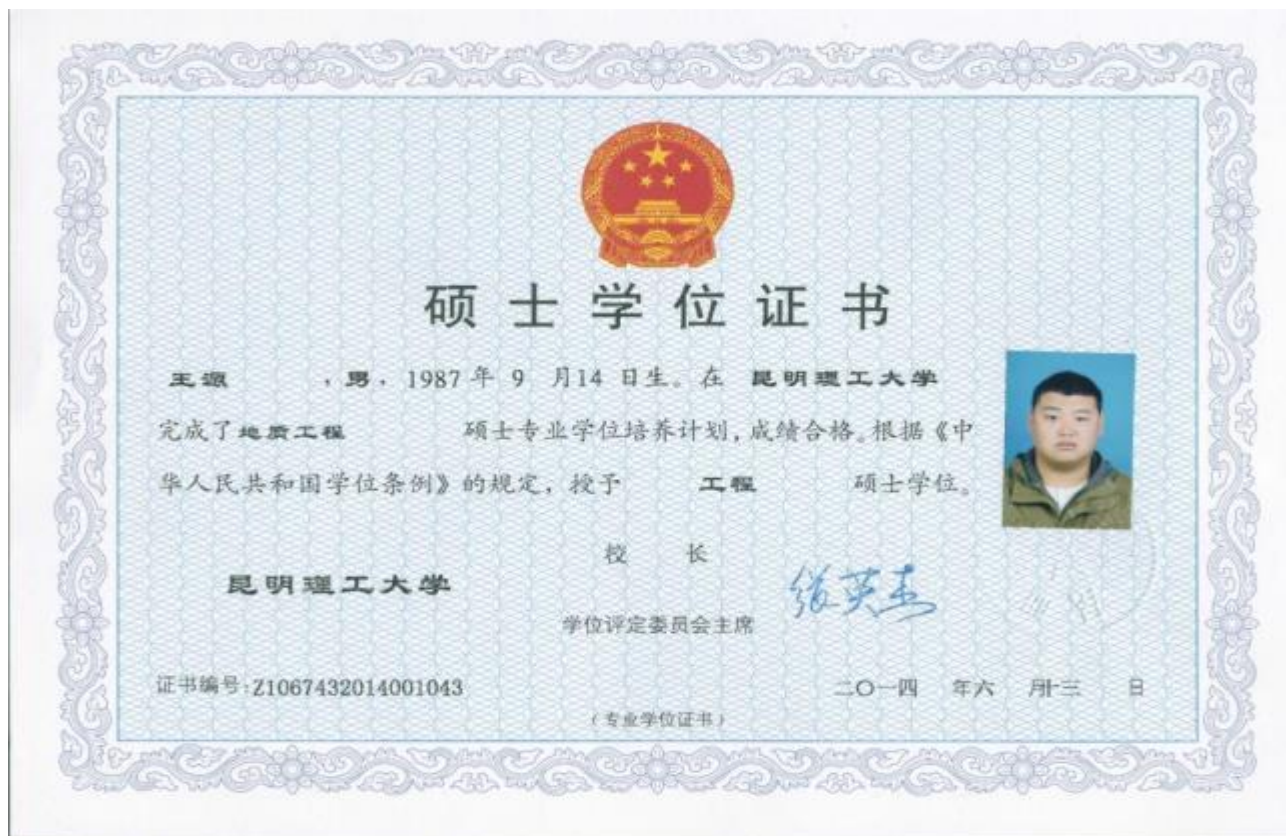 硕士学位证书
王源 ,男,1987年 9 月14 日生。在 昆明理工大学
完成了地质工程 硕士专业学位培养计划,成绩合格。根据《中
华人民共和国学位条例》的规定,授予 工程 硕士学位。
校 长
昆明理工大学
张英杰
学位评定委员会主席
证书编号:Z1067432014001043
二〇一四 年六 月十三 日
(专业学位证书)